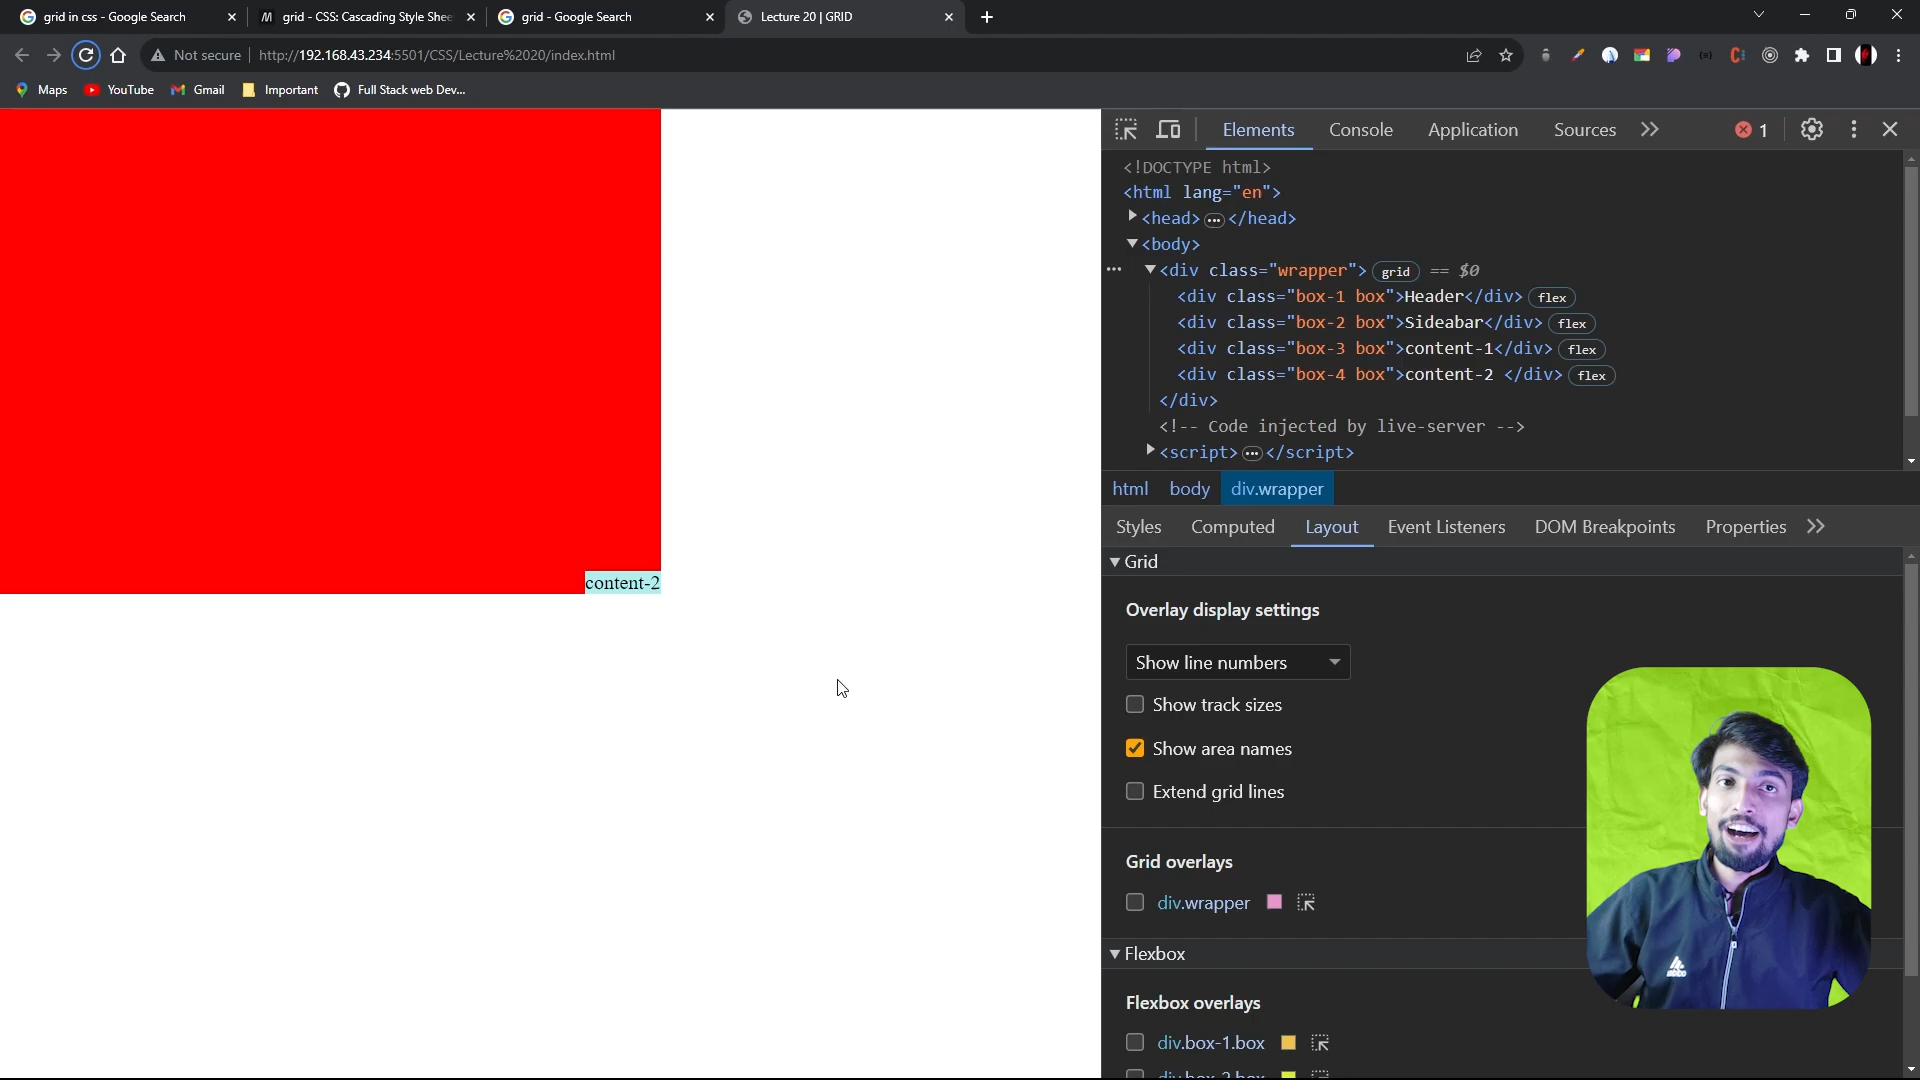 grid in css - Google Search
grid - CSS: Cascading Style Shee
grid - Google Search
Lecture 20 | GRID
Not secure
http://192.168.43.234:5501/CSS/Lecture%2020/index.html
Maps
YouTube
Gmail
Important
Full Stack web Dev...
content-2
Elements Console Application Sources 1
<!DOCTYPE html>
<html lang="en">
<head> … </head>
<body>
<div class="wrapper"> grid == $0
<div class="box-1 box">Header</div> flex
<div class="box-2 box">Sideabar</div> flex
<div class="box-3 box">content-1</div> flex
<div class="box-4 box">content-2 </div> flex
</div>
<!-- Code injected by live-server -->
<script> … </script>
html body div.wrapper
Styles Computed Layout Event Listeners DOM Breakpoints Properties
Grid
Overlay display settings
Show line numbers
Show track sizes
Show area names
Extend grid lines
Grid overlays
div.wrapper
Flexbox
Flexbox overlays
div.box-1.box
div.box-2.box